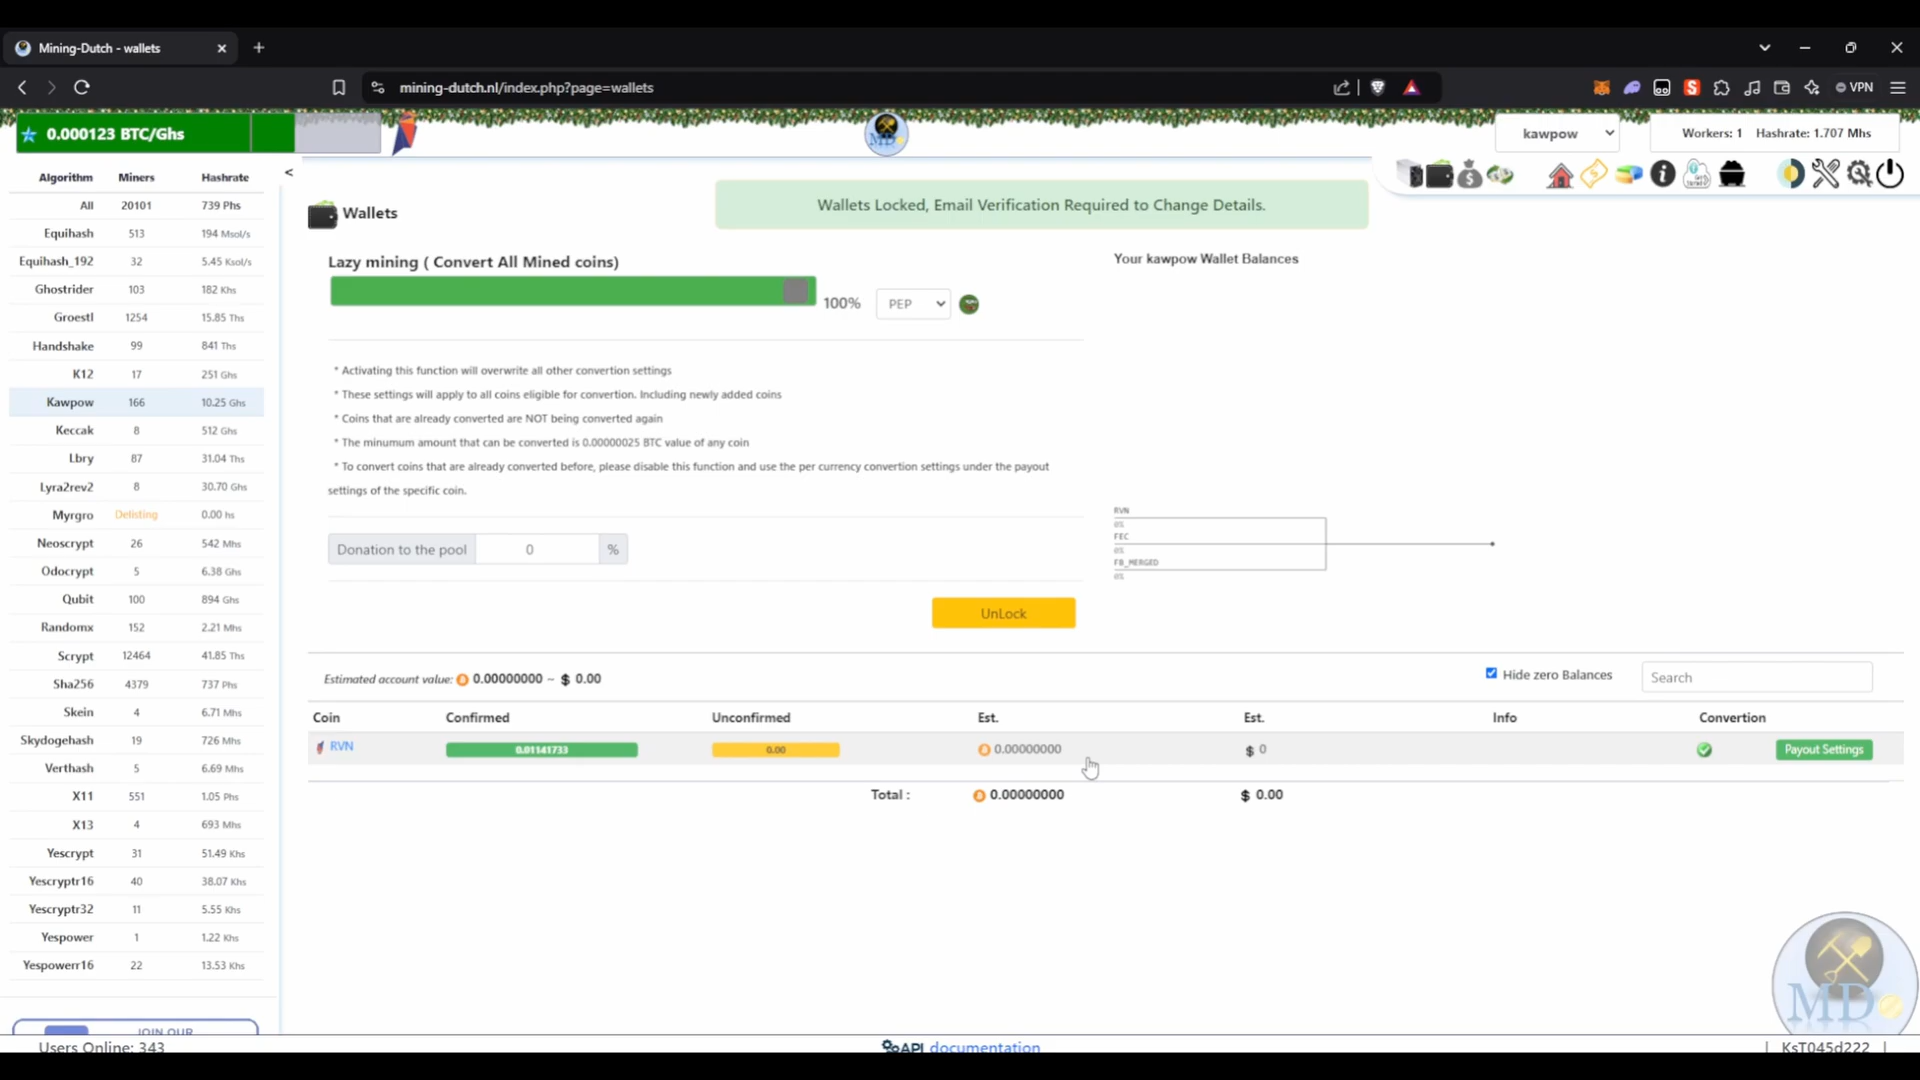 Mining-Dutch - wallets
mining-dutch.nl/index.php?page=wallets
VPN
0.000123 BTC/Ghs
kawpow
Workers: 1 Hashrate: 1.707 Mhs
Algorithm Miners Hashrate
<
All 20101 739 Phs
Equihash 513 194 Msol/s
Equihash_192 32 5.45 Ksol/s
Ghostrider 103 182 Khs
Groestl 1254 15.85 Ths
Handshake 99 841 Ths
K12 17 251 Ghs
Kawpow 166 10.25 Ghs
Keccak 8 512 Ghs
Lbry 87 31.04 Ths
Lyra2rev2 8 30.70 Ghs
Myrgro Delisting 0.00 hs
Neoscrypt 26 542 Mhs
Odocrypt 5 6.38 Ghs
Qubit 100 894 Ghs
Randomx 152 2.21 Mhs
Scrypt 12464 41.85 Ths
Sha256 4379 737 Phs
Skein 4 6.71 Mhs
Skydogehash 19 726 Mhs
Verthash 5 6.69 Mhs
X11 551 1.05 Phs
X13 4 693 Mhs
Yescrypt 31 51.49 Khs
Yescryptr16 40 38.07 Khs
Yescryptr32 11 5.55 Khs
Yespower 1 1.22 Khs
Yespowerr16 22 13.53 Khs
JOIN OUR
Wallets
Wallets Locked, Email Verification Required to Change Details.
Lazy mining ( Convert All Mined coins)
100% PEP
* Activating this function will overwrite all other convertion settings
* These settings will apply to all coins eligible for convertion. Including newly added coins
* Coins that are already converted are NOT being converted again
* The minumum amount that can be converted is 0.00000025 BTC value of any coin
* To convert coins that are already converted before, please disable this function and use the per currency convertion settings under the payout
settings of the specific coin.
Donation to the pool 0 %
UnLock
Your kawpow Wallet Balances
RVN
0%
FEC
0%
FB_MERGED
0%
Estimated account value: 0.00000000 ~ $ 0.00
Hide zero Balances
Search
Coin Confirmed Unconfirmed Est. Est. Info Convertion
RVN 0.01141733 0.00 0.00000000 $ 0 Payout Settings
Total : 0.00000000 $ 0.00
MD
Users Online: 343
API documentation
| KsT045d222 |